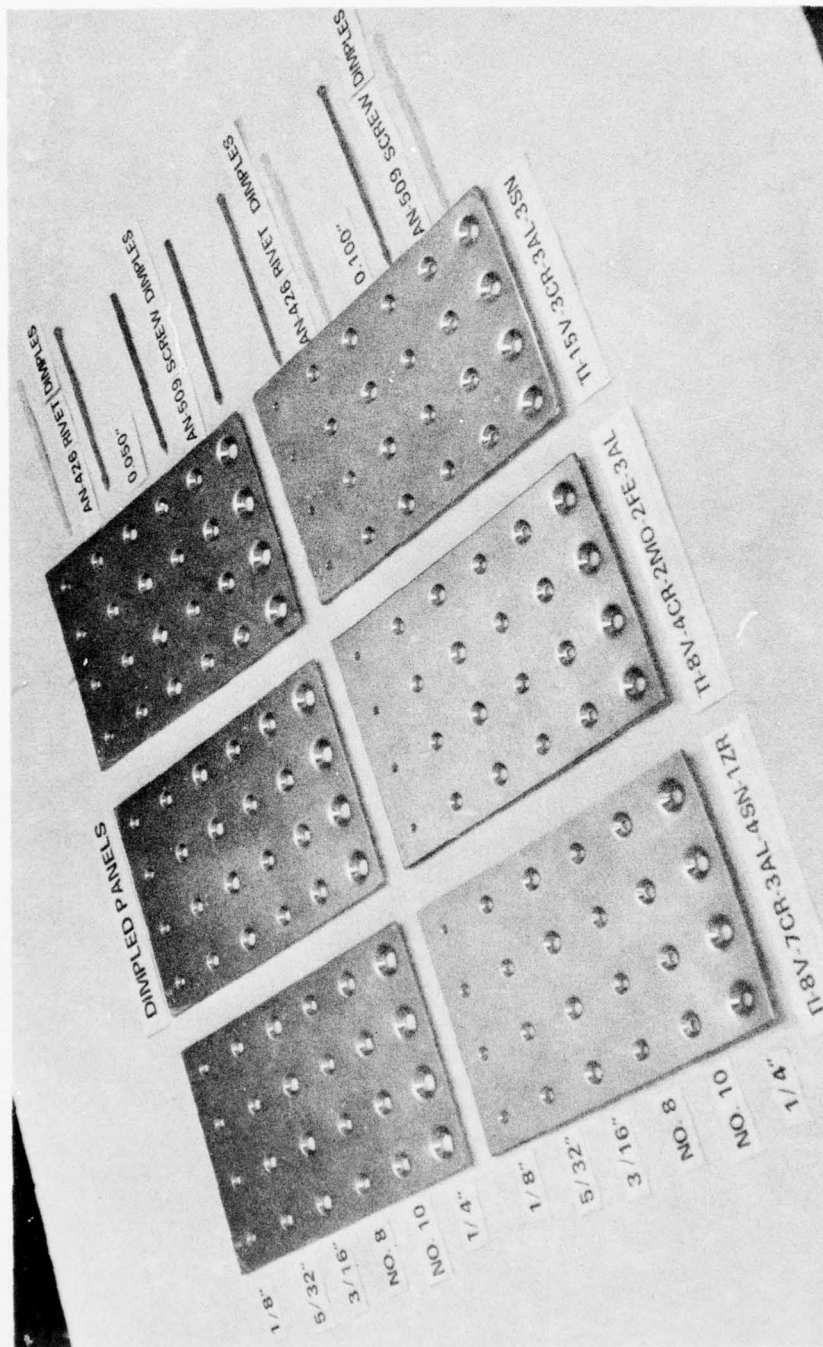 DIMPLED PANELS
AN-426 RIVET DIMPLES
0.050"
AN-509 SCREW DIMPLES
AN-426 RIVET DIMPLES
0.100"
AN-509 SCREW DIMPLES
1/8"
5/32"
3/16"
NO. 8
NO. 10
1/4"
1/8"
5/32"
3/16"
NO. 8
NO. 10
1/4"
TI-8V-7CR-3AL-4SN-1ZR
TI-8V-4CR-2MO-2FE-3AL
TI-15V-3CR-3AL-3SN